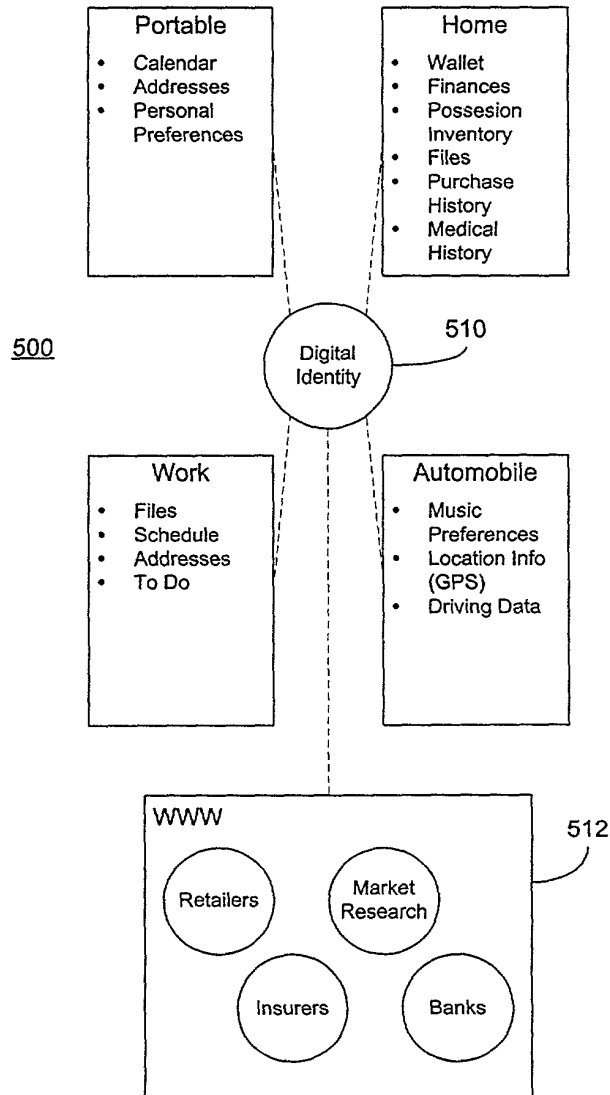 Portable
• Calendar
• Addresses
• Personal
Preferences
Home
• Wallet
• Finances
• Possesion
Inventory
• Files
• Purchase
History
• Medical
History
500
Digital
Identity
510
Work
• Files
• Schedule
• Addresses
• To Do
Automobile
• Music
Preferences
• Location Info
(GPS)
• Driving Data
WWW
512
Retailers
Market
Research
Insurers
Banks